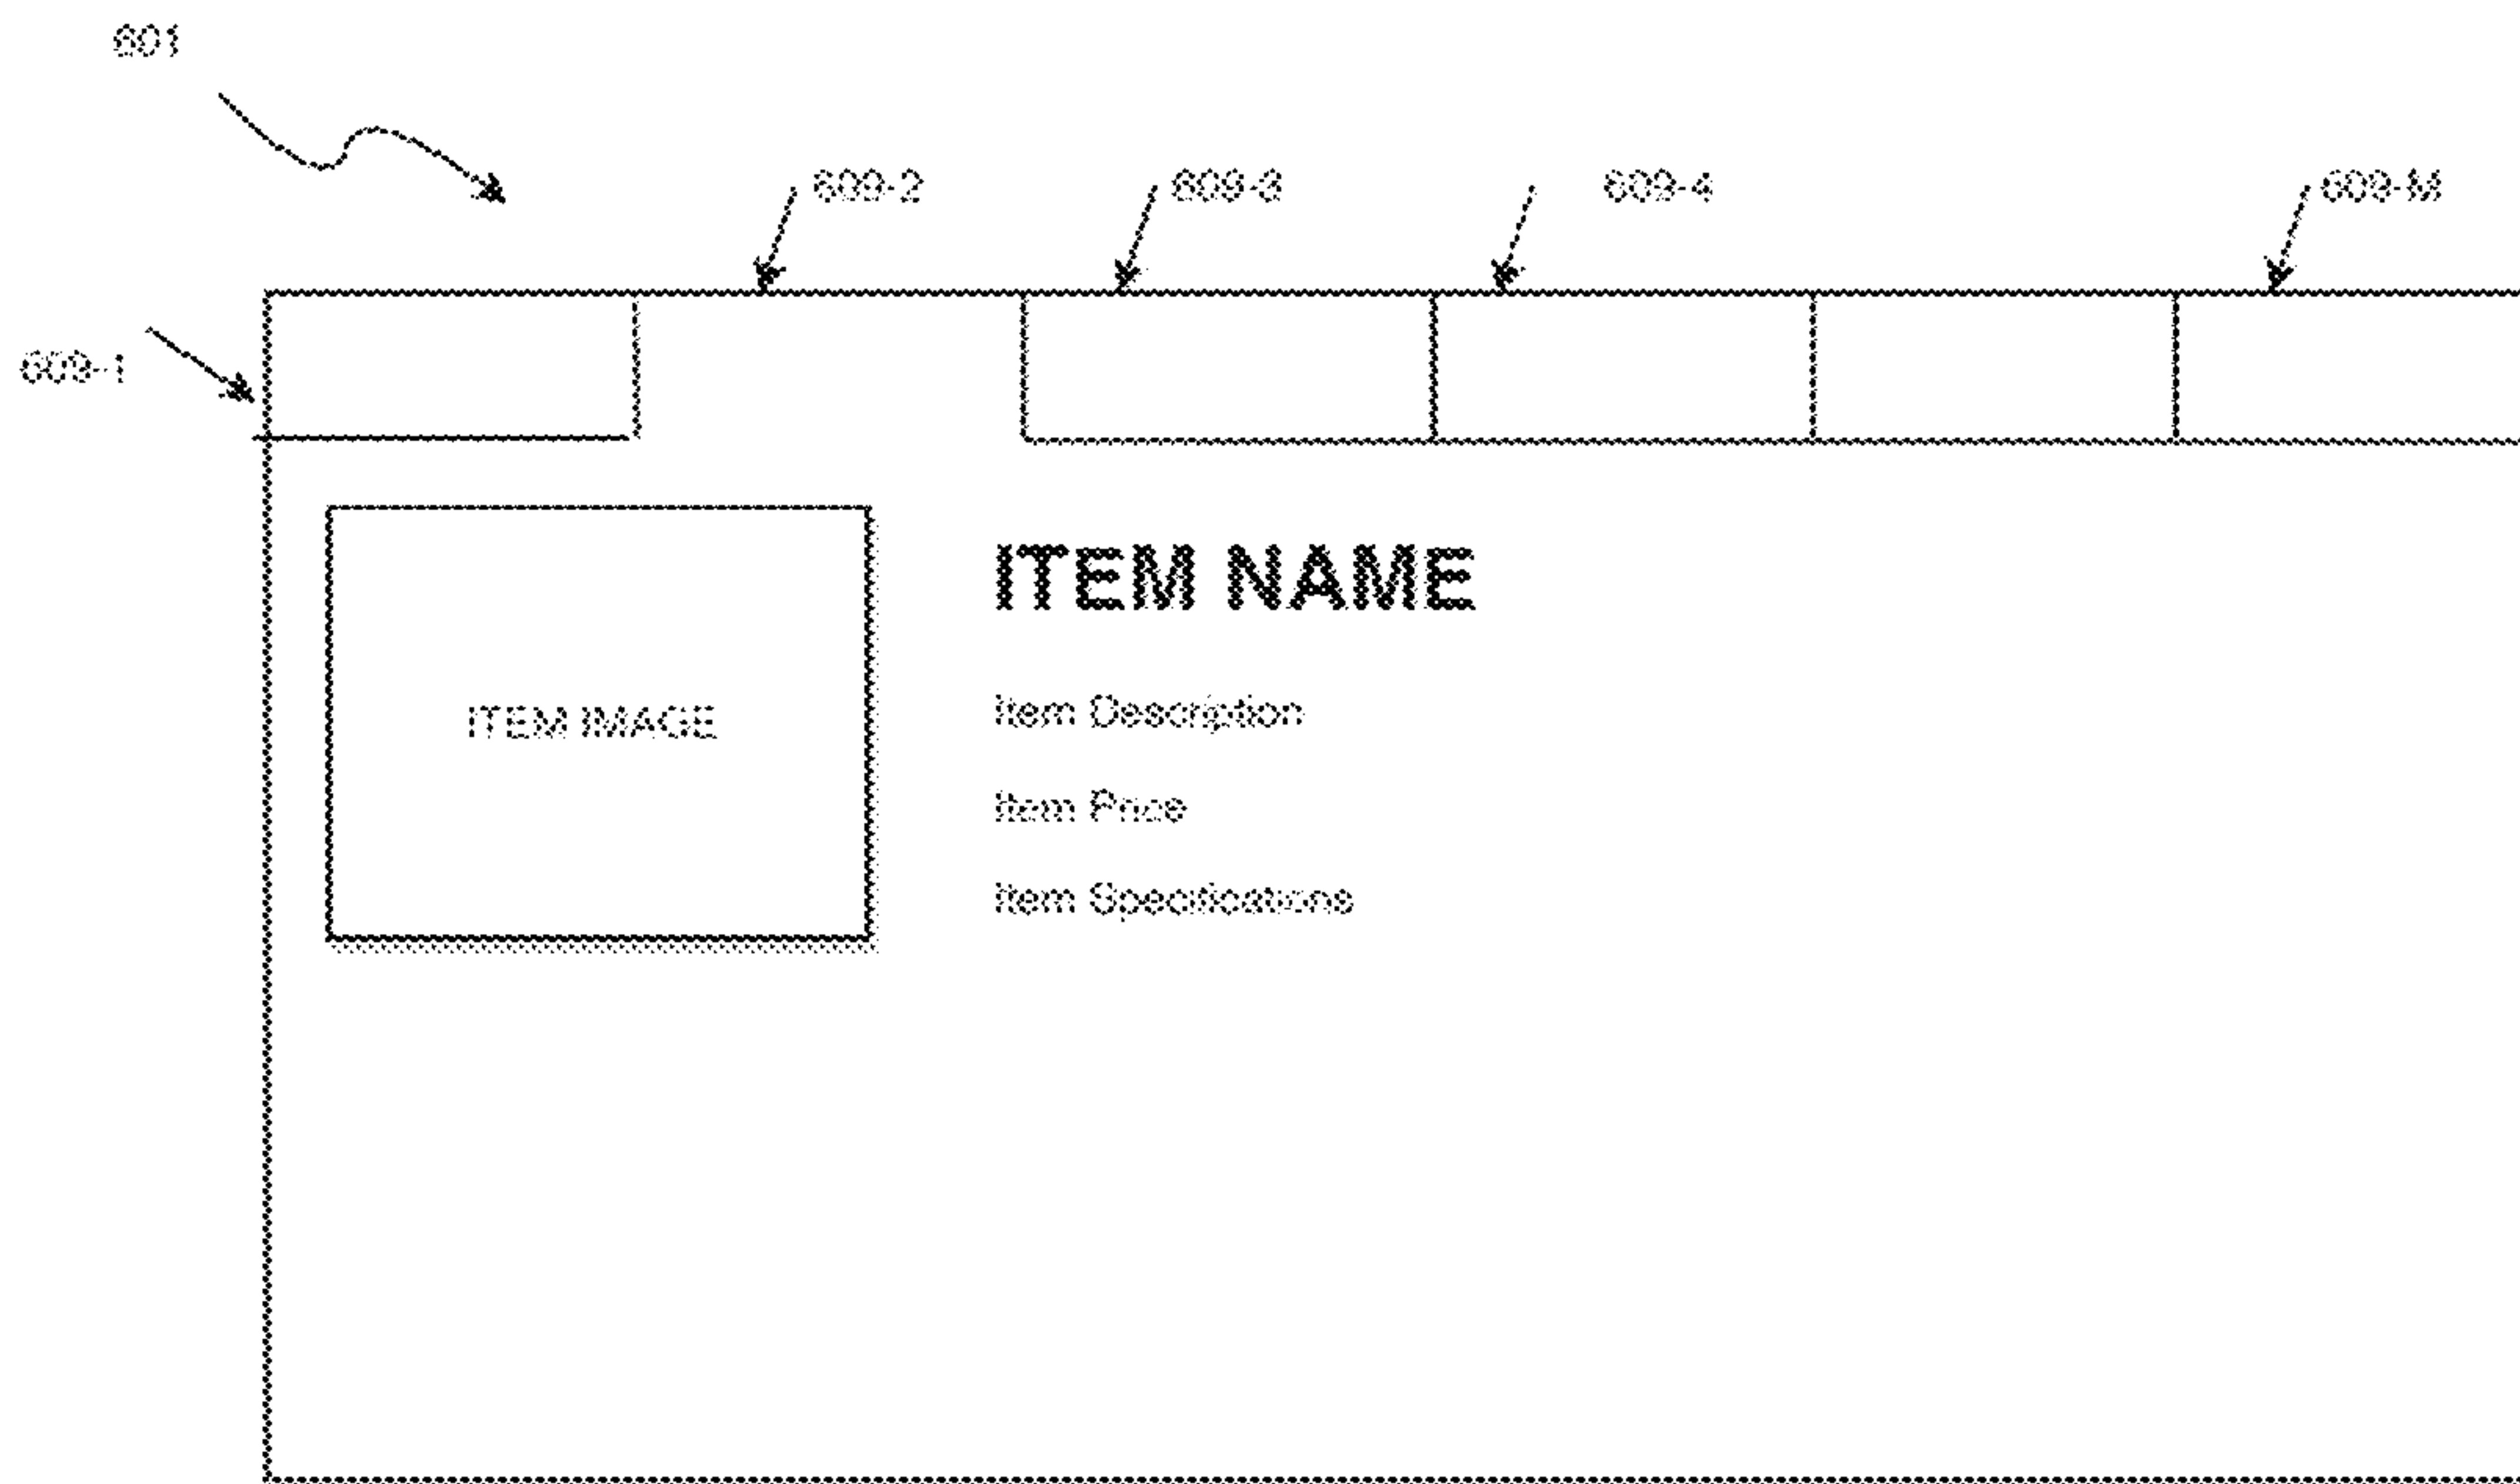 601
609-2
609-3
609-4
609-M
609-1
ITEM NAME
ITEM IMAGE
Item Description
Item Price
Item Specifications